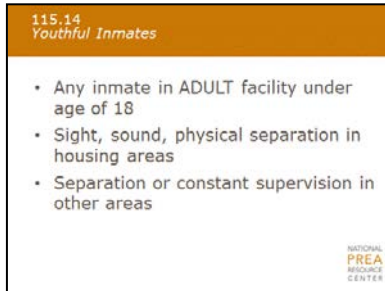 115.14
Youthful Inmates
• Any inmate in ADULT facility under
age of 18
• Sight, sound, physical separation in
housing areas
• Separation or constant supervision in
other areas
NATIONAL
PREA
RESOURCE
CENTER